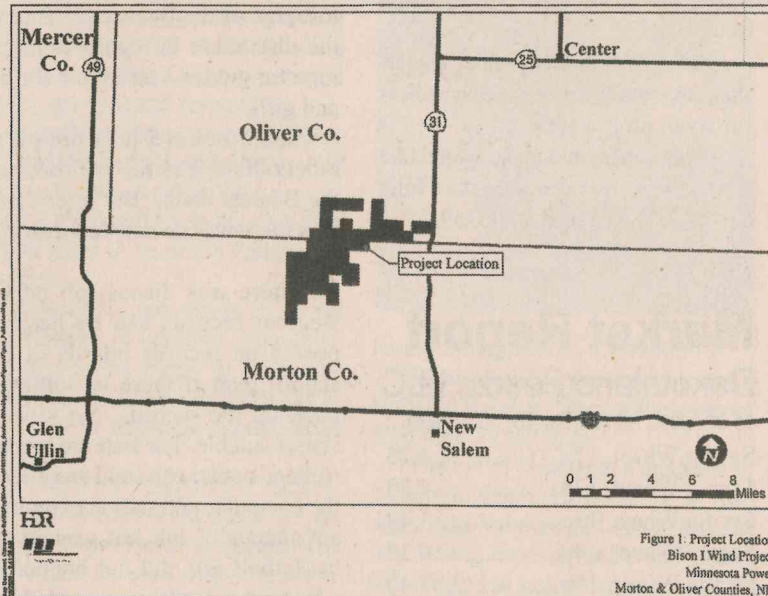 Mercer
Co.
49
Oliver Co.
25
Center
31
Project Location
Morton Co.
Glen
Ullin
New
Salem
N
0 1 2 4 6 8
Miles
HDR
Figure 1: Project Locatio
Bison I Wind Projec
Minnesota Powe
Morton & Oliver Counties, N